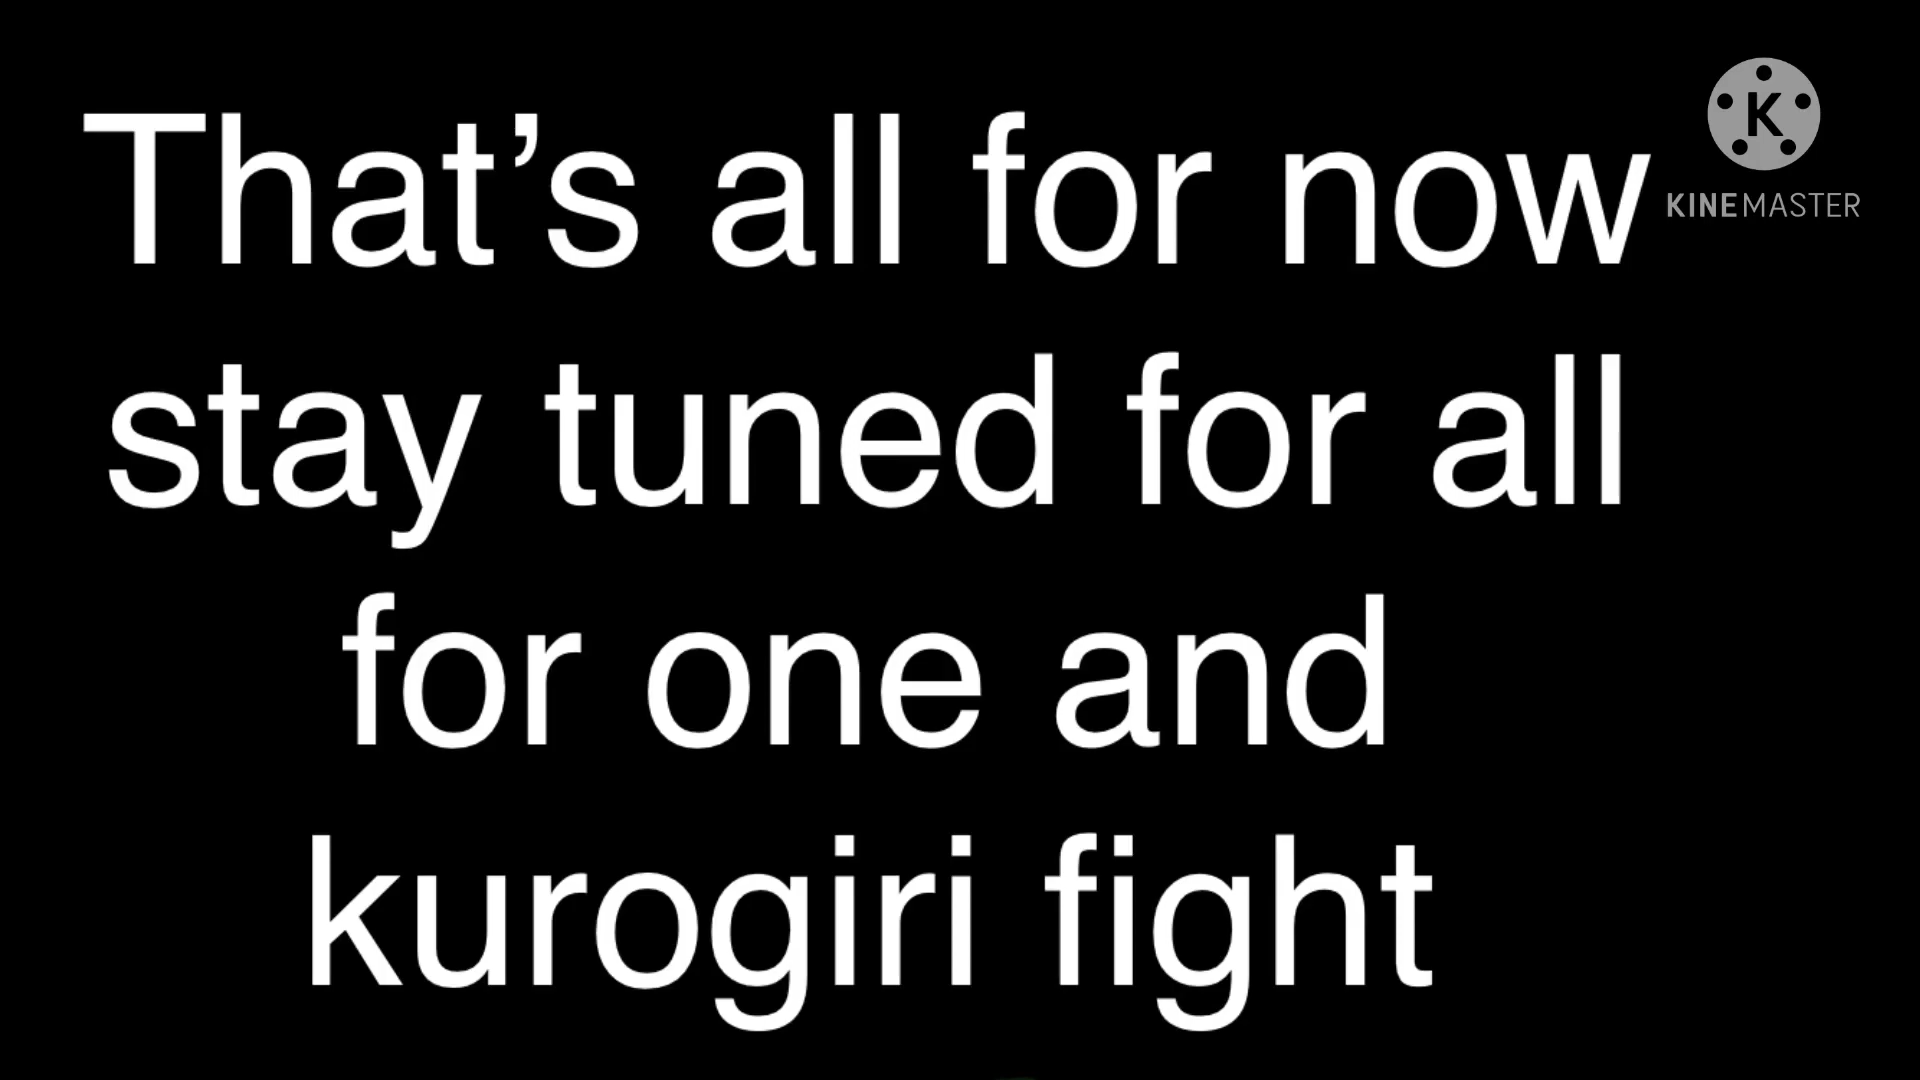 That’s all for now
K
KINEMASTER
stay tuned for all
for one and
kurogiri fight